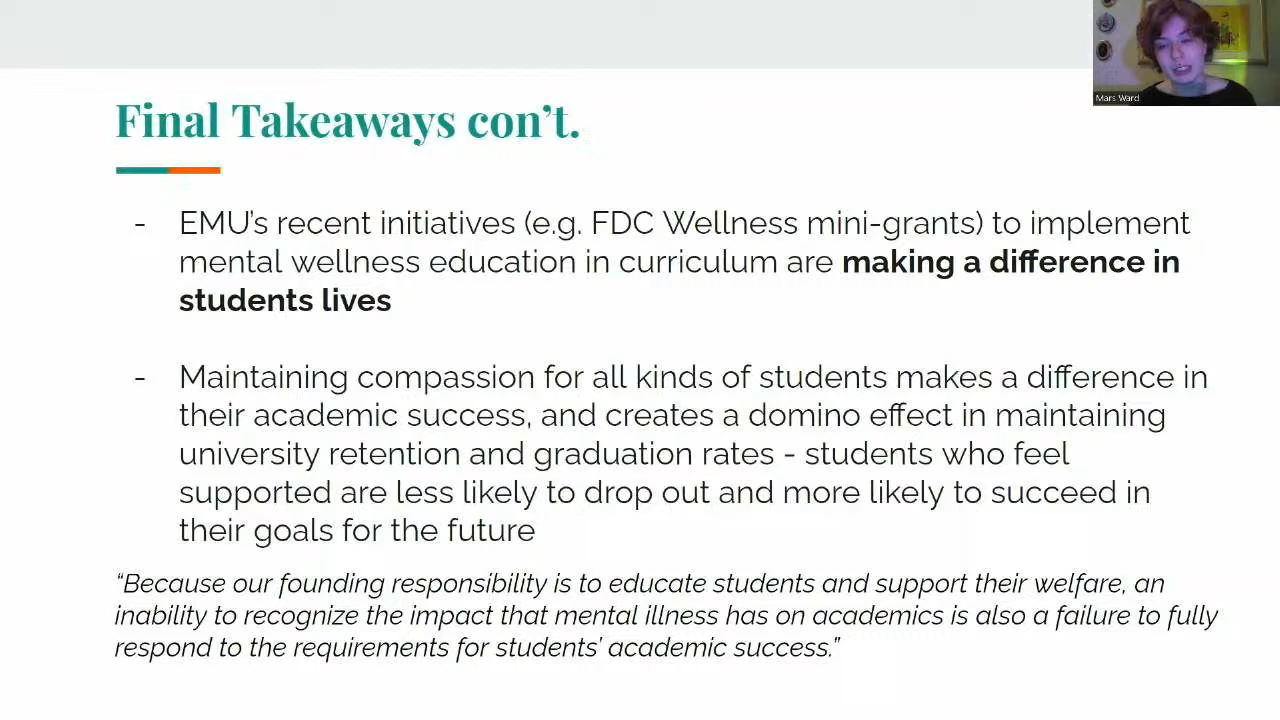 Mars Ward
Final Takeaways con’t.
- EMU’s recent initiatives (e.g. FDC Wellness mini-grants) to implement
mental wellness education in curriculum are making a difference in
students lives
- Maintaining compassion for all kinds of students makes a difference in
their academic success, and creates a domino effect in maintaining
university retention and graduation rates - students who feel
supported are less likely to drop out and more likely to succeed in
their goals for the future
“Because our founding responsibility is to educate students and support their welfare, an
inability to recognize the impact that mental illness has on academics is also a failure to fully
respond to the requirements for students’ academic success.”